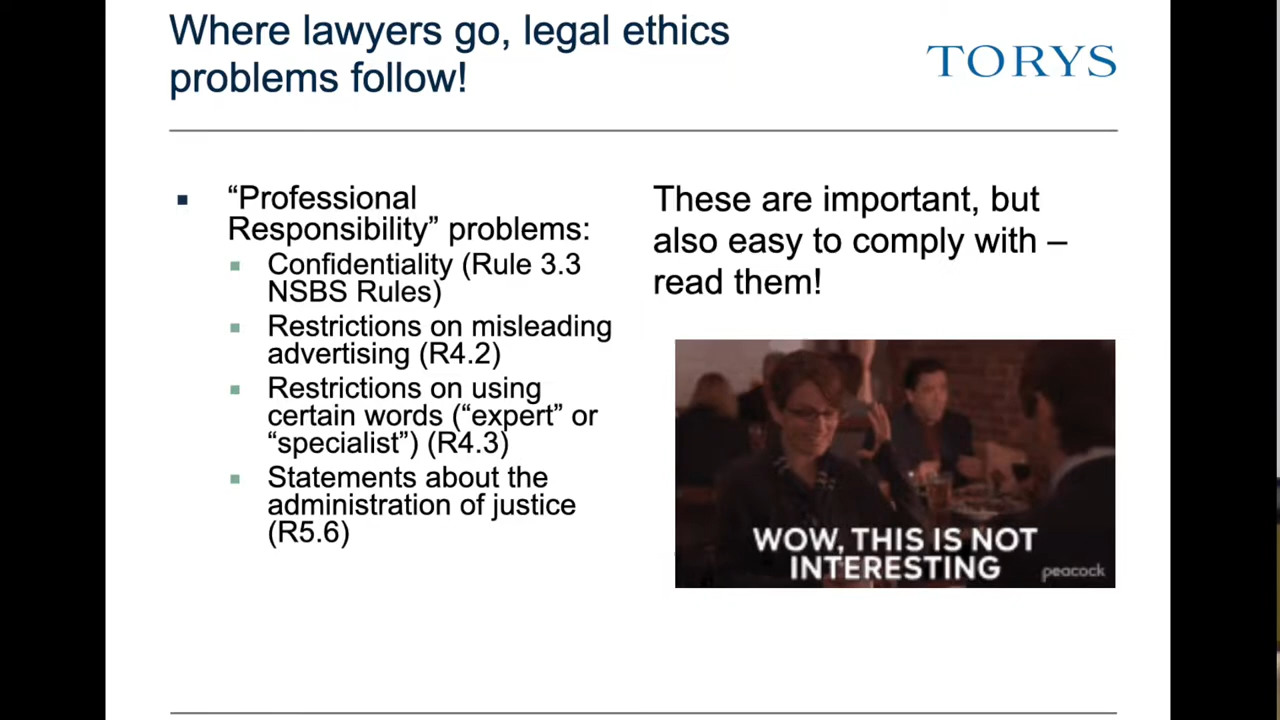 Where lawyers go, legal ethics
problems follow!
TORYS
“Professional
Responsibility” problems:
Confidentiality (Rule 3.3
NSBS Rules)
Restrictions on misleading
advertising (R4.2)
Restrictions on using
certain words (“expert” or
“specialist”) (R4.3)
Statements about the
administration of justice
(R5.6)
These are important, but
also easy to comply with –
read them!
WOW, THIS IS NOT
INTERESTING
peacock